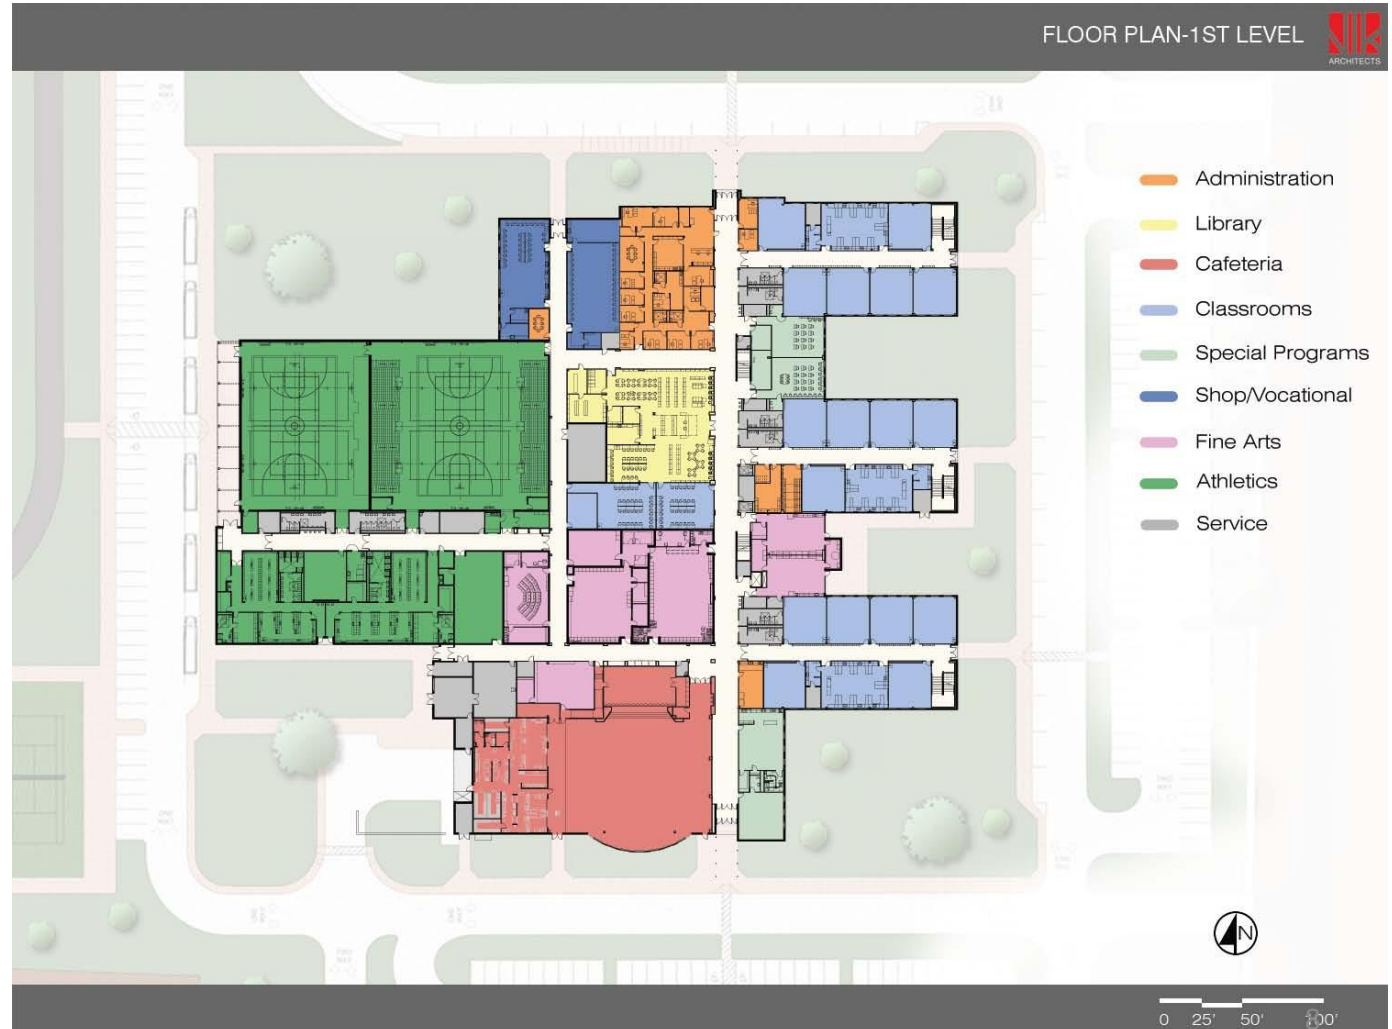 FLOOR PLAN-1ST LEVEL
ARCHITECTS
Administration
Library
Cafeteria
Classrooms
Special Programs
Shop/Vocational
Fine Arts
Athletics
Service
N
0 25' 50' 100'